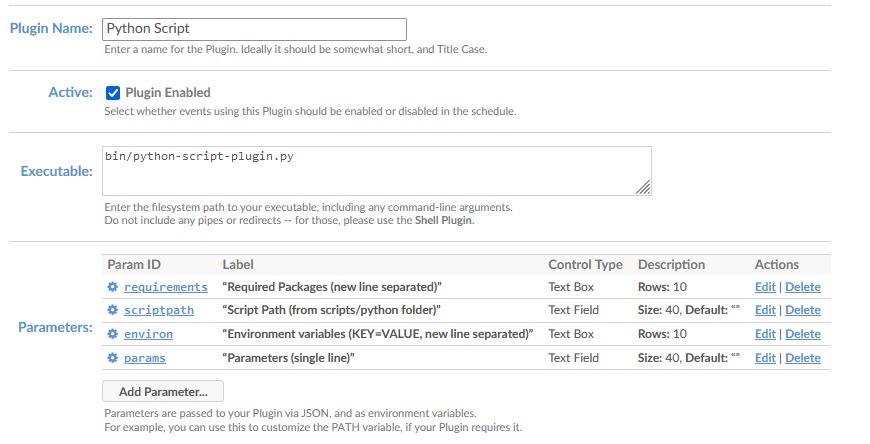 Plugin Name: Python Script
Enter a name for the Plugin. Ideally it should be somewhat short, and Title Case.
Active: Plugin Enabled
Select whether events using this Plugin should be enabled or disabled in the schedule.
Executable: bin/python-script-plugin.py
Enter the filesystem path to your executable, including any command-line arguments.
Do not include any pipes or redirects -- for those, please use the Shell Plugin.
Parameters:
Param ID Label Control Type Description Actions
requirements “Required Packages (new line separated)” Text Box Rows: 10 Edit | Delete
scriptpath “Script Path (from scripts/python folder)” Text Field Size: 40, Default: “” Edit | Delete
environ “Environment variables (KEY=VALUE, new line separated)” Text Box Rows: 10 Edit | Delete
params “Parameters (single line)” Text Field Size: 40, Default: “” Edit | Delete
Add Parameter...
Parameters are passed to your Plugin via JSON, and as environment variables.
For example, you can use this to customize the PATH variable, if your Plugin requires it.